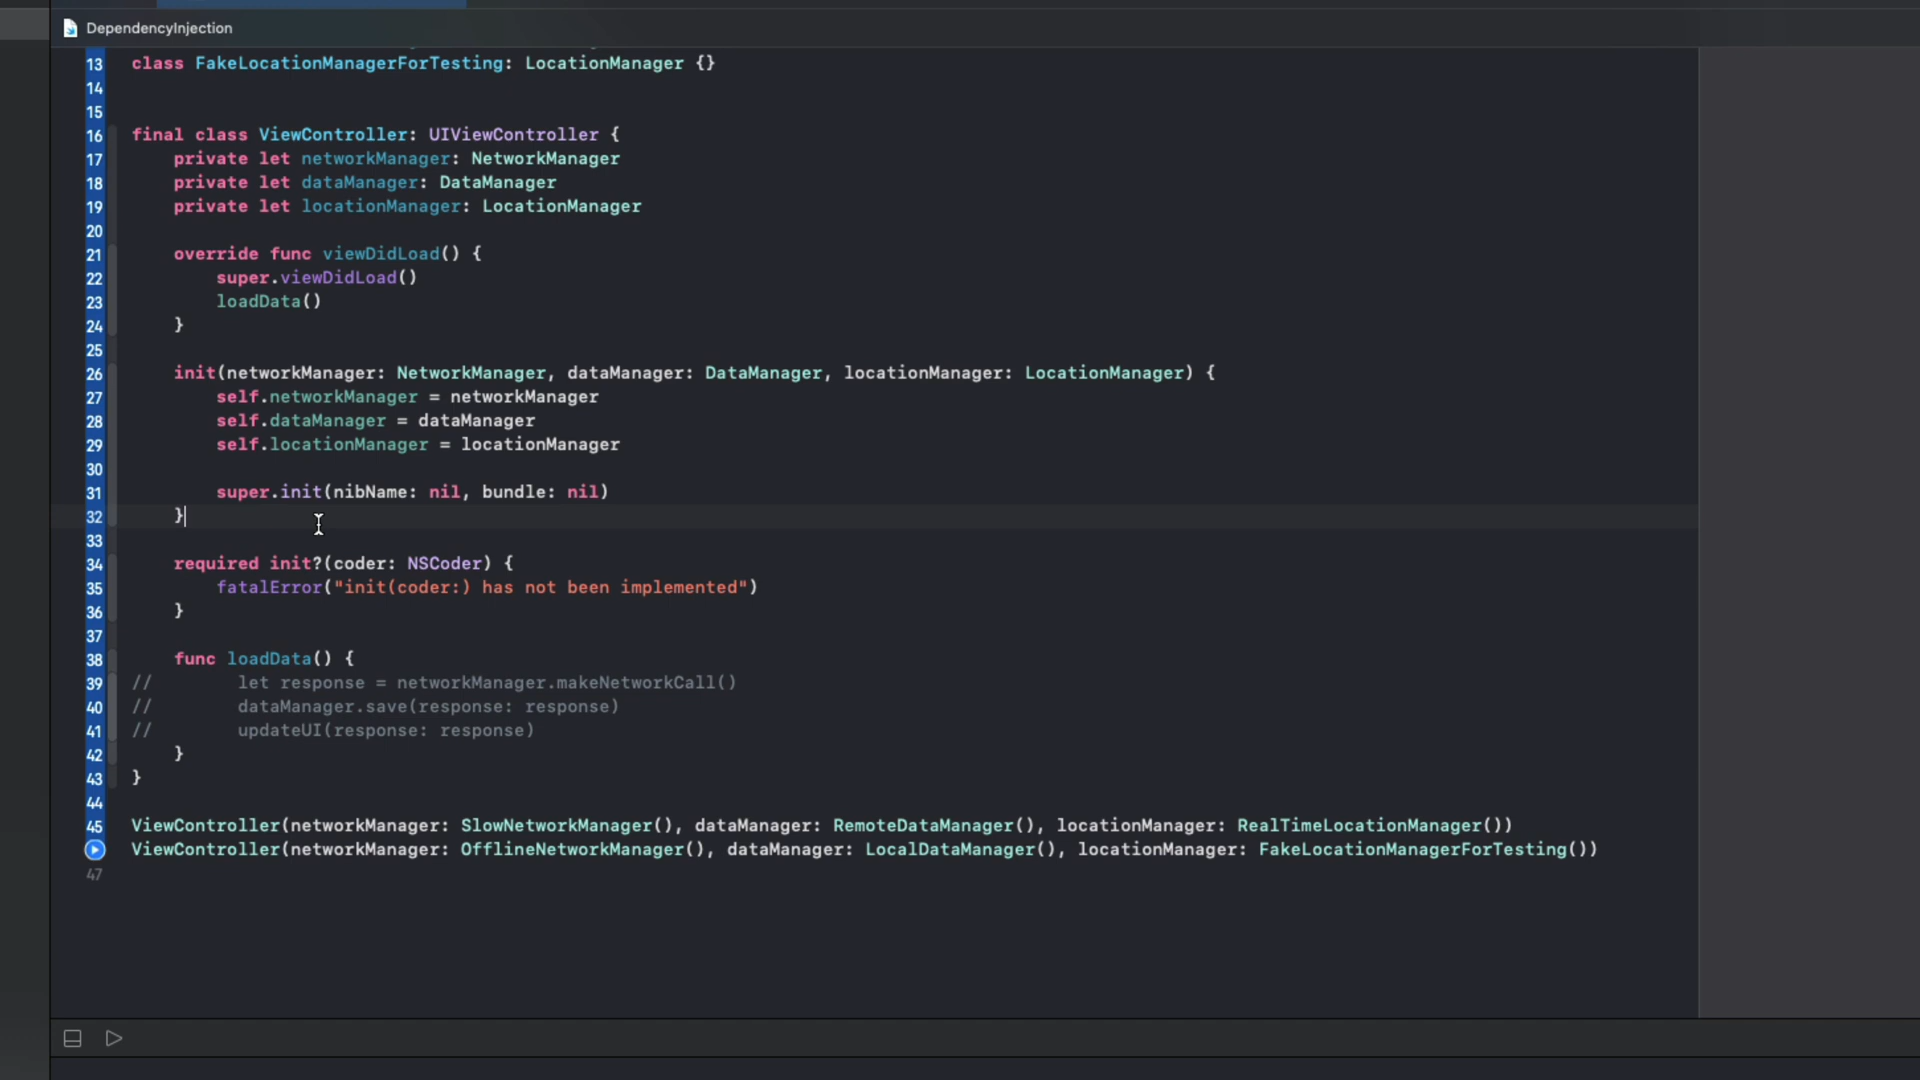 DependencyInjection
13 class FakeLocationManagerForTesting: LocationManager {}
14
15
16 final class ViewController: UIViewController {
17     private let networkManager: NetworkManager
18     private let dataManager: DataManager
19     private let locationManager: LocationManager
20
21     override func viewDidLoad() {
22         super.viewDidLoad()
23         loadData()
24     }
25
26     init(networkManager: NetworkManager, dataManager: DataManager, locationManager: LocationManager) {
27         self.networkManager = networkManager
28         self.dataManager = dataManager
29         self.locationManager = locationManager
30
31         super.init(nibName: nil, bundle: nil)
32     }
33
34     required init?(coder: NSCoder) {
35         fatalError("init(coder:) has not been implemented")
36     }
37
38     func loadData() {
39 //        let response = networkManager.makeNetworkCall()
40 //        dataManager.save(response: response)
41 //        updateUI(response: response)
42     }
43 }
44
45 ViewController(networkManager: SlowNetworkManager(), dataManager: RemoteDataManager(), locationManager: RealTimeLocationManager())
ViewController(networkManager: OfflineNetworkManager(), dataManager: LocalDataManager(), locationManager: FakeLocationManagerForTesting())
47